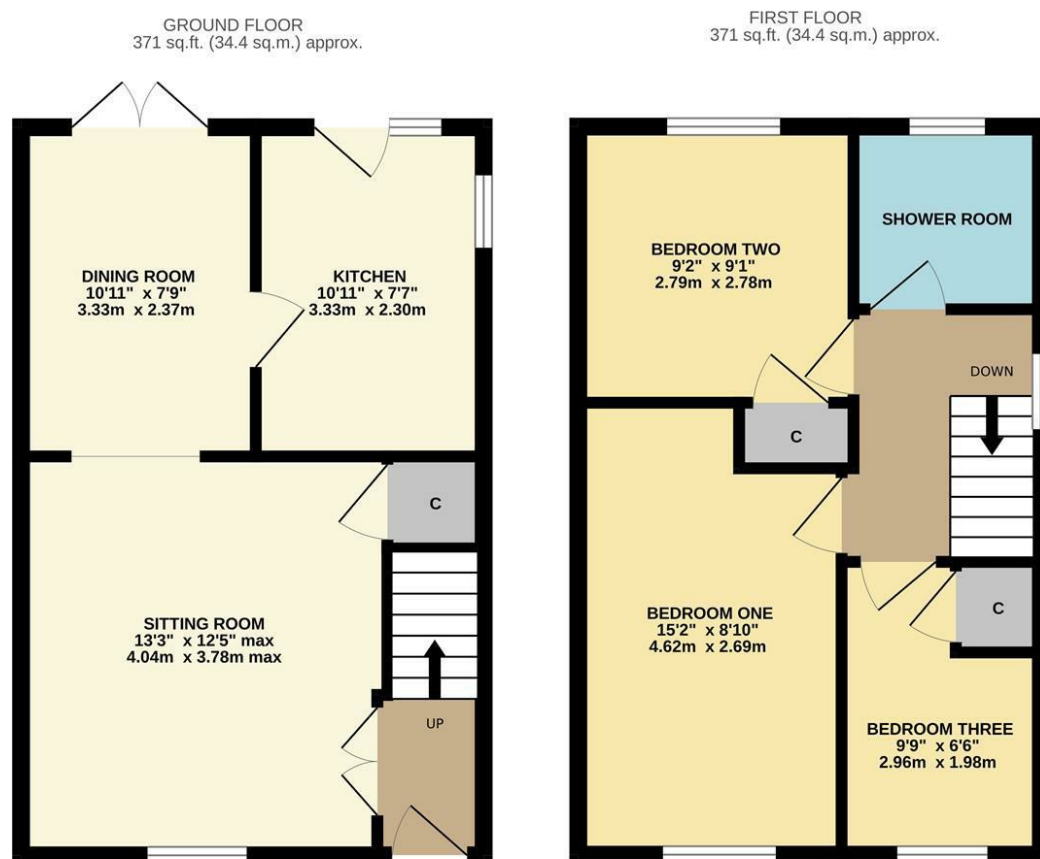 GROUND FLOOR
371 sq.ft. (34.4 sq.m.) approx.
DINING ROOM
10'11" x 7'9"
3.33m x 2.37m
KITCHEN
10'11" x 7'7"
3.33m x 2.30m
C
SITTING ROOM
13'3" x 12'5" max
4.04m x 3.78m max
UP
FIRST FLOOR
371 sq.ft. (34.4 sq.m.) approx.
BEDROOM TWO
9'2" x 9'1"
2.79m x 2.78m
SHOWER ROOM
DOWN
C
BEDROOM ONE
15'2" x 8'10"
4.62m x 2.69m
C
BEDROOM THREE
9'9" x 6'6"
2.96m x 1.98m